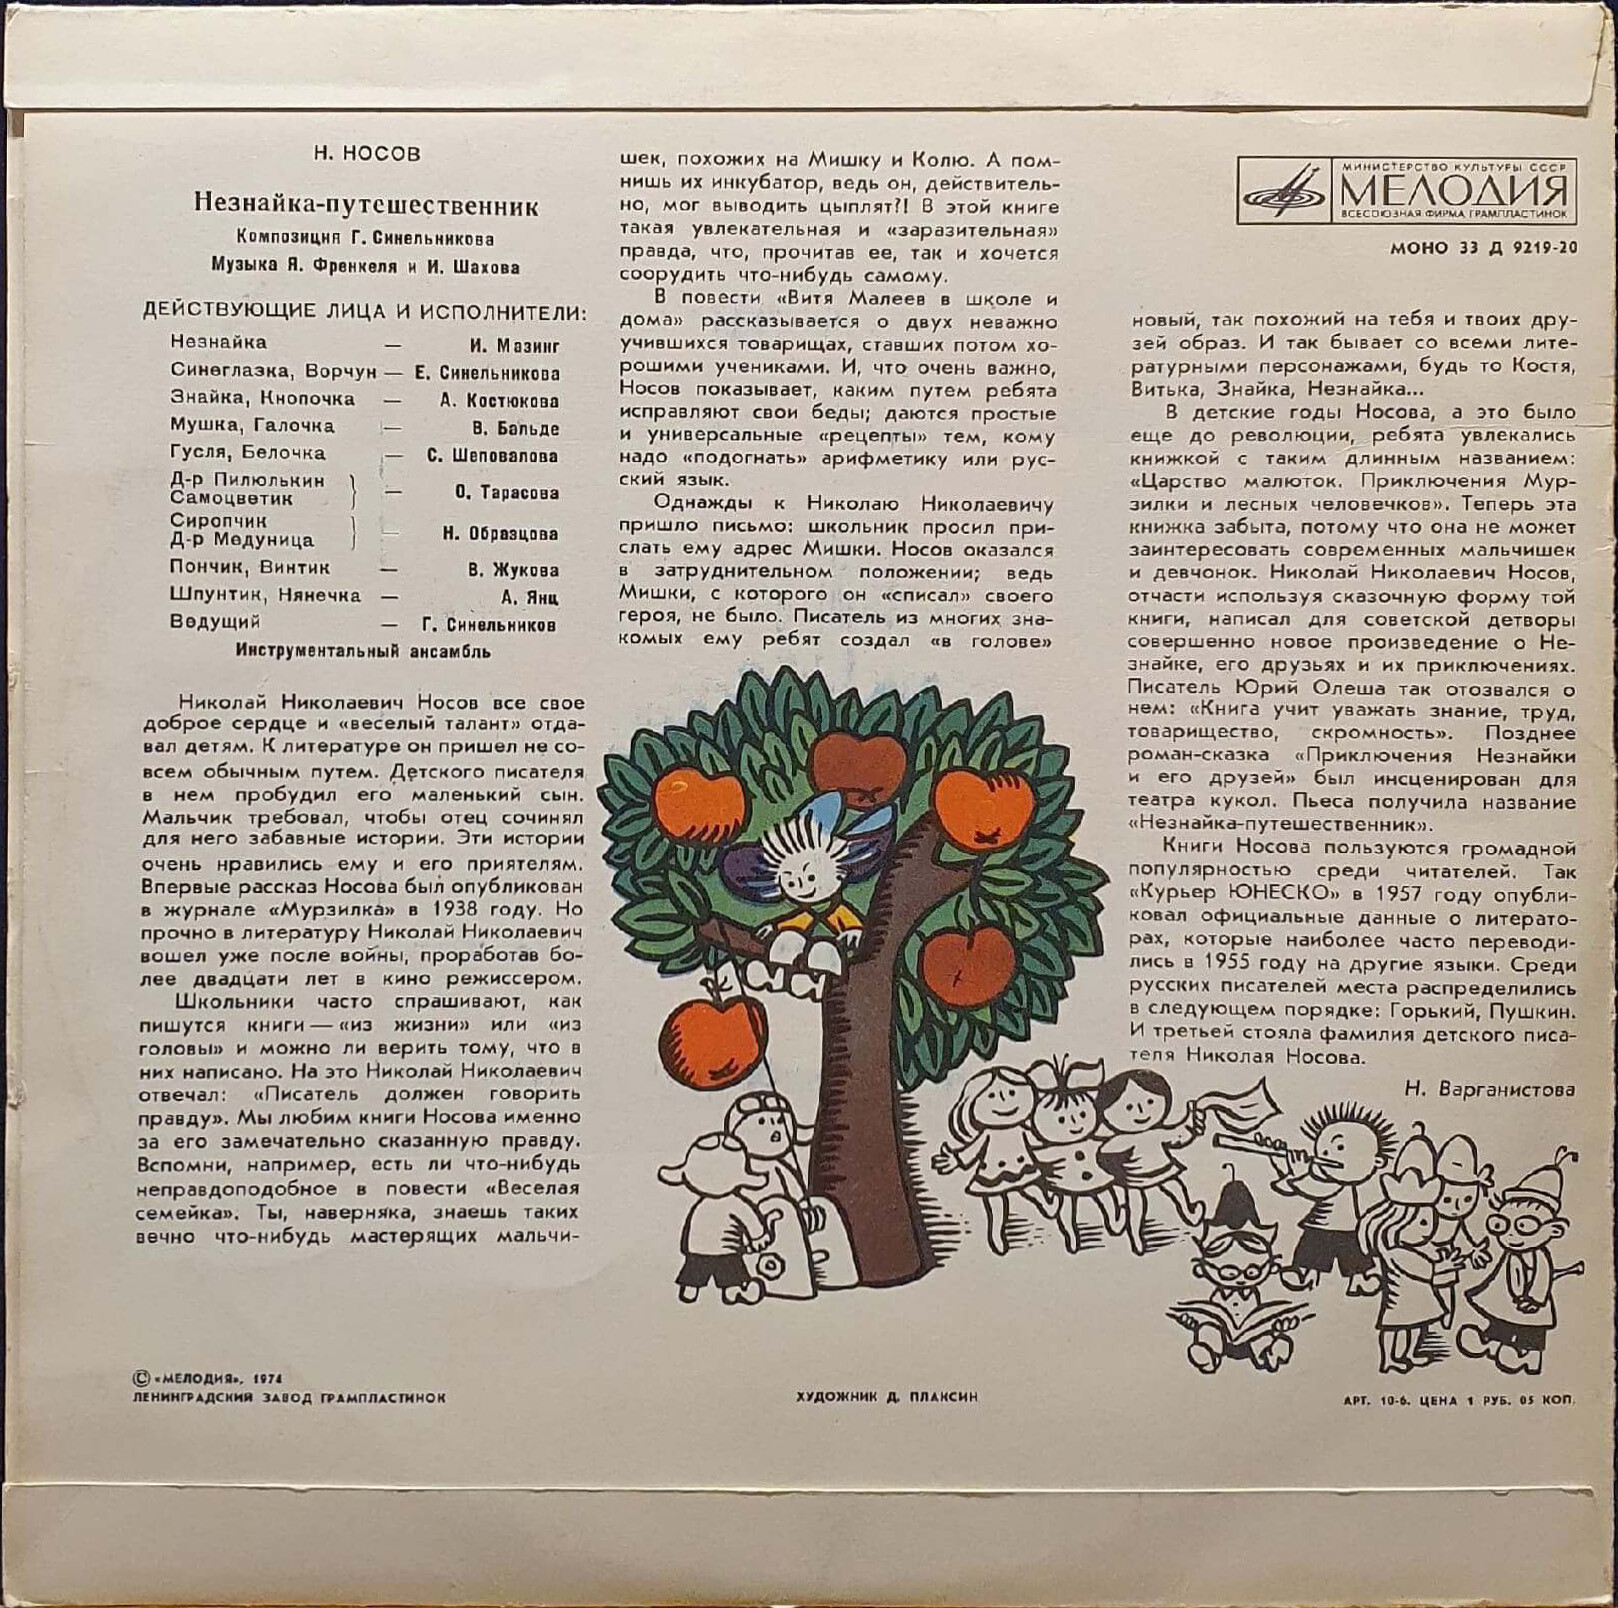 Н. НОСОВ
Незнайка-путешественник
Композиция Г. Синельникова
Музыка Я. Френкеля и И. Шахова
ДЕЙСТВУЮЩИЕ ЛИЦА И ИСПОЛНИТЕЛИ:
Незнайка — И. Мазинг
Синеглазка, Ворчун — Е. Синельникова
Знайка, Кнопочка — А. Костюкова
Мушка, Галочка — В. Бальде
Гусля, Белочка — С. Шеповалова
Д-р Пилюлькин
Самоцветик } — О. Тарасова
Сиропчик
Д-р Медуница } — Н. Образцова
Пончик, Винтик — В. Жукова
Шпунтик, Нянечка — А. Янц
Ведущий — Г. Синельников
Инструментальный ансамбль
Николай Николаевич Носов все свое
доброе сердце и «веселый талант» отда-
вал детям. К литературе он пришел не со-
всем обычным путем. Детского писателя
в нем пробудил его маленький сын.
Мальчик требовал, чтобы отец сочинял
для него забавные истории. Эти истории
очень нравились ему и его приятелям.
Впервые рассказ Носова был опубликован
в журнале «Мурзилка» в 1938 году. Но
прочно в литературу Николай Николаевич
вошел уже после войны, проработав бо-
лее двадцати лет в кино режиссером.
Школьники часто спрашивают, как
пишутся книги — «из жизни» или «из
головы» и можно ли верить тому, что в
них написано. На это Николай Николаевич
отвечал: «Писатель должен говорить
правду». Мы любим книги Носова именно
за его замечательно сказанную правду.
Вспомни, например, есть ли что-нибудь
неправдоподобное в повести «Веселая
семейка». Ты, наверняка, знаешь таких
вечно что-нибудь мастерящих мальчи-
шек, похожих на Мишку и Колю. А пом-
нишь их инкубатор, ведь он, действитель-
но, мог выводить цыплят?! В этой книге
такая увлекательная и «заразительная»
правда, что, прочитав ее, так и хочется
соорудить что-нибудь самому.
В повести «Витя Малеев в школе и
дома» рассказывается о двух неважно
учившихся товарищах, ставших потом хо-
рошими учениками. И, что очень важно,
Носов показывает, каким путем ребята
исправляют свои беды; даются простые
и универсальные «рецепты» тем, кому
надо «подогнать» арифметику или рус-
ский язык.
Однажды к Николаю Николаевичу
пришло письмо: школьник просил при-
слать ему адрес Мишки. Носов оказался
в затруднительном положении; ведь
Мишки, с которого он «списал» своего
героя, не было. Писатель из многих зна-
комых ему ребят создал «в голове»
МИНИСТЕРСТВО КУЛЬТУРЫ СССР
МЕЛОДИЯ
ВСЕСОЮЗНАЯ ФИРМА ГРАМПЛАСТИНОК
МОНО 33 Д 9219-20
новый, так похожий на тебя и твоих дру-
зей образ. И так бывает со всеми лите-
ратурными персонажами, будь то Костя,
Витька, Знайка, Незнайка...
В детские годы Носова, а это было
еще до революции, ребята увлекались
книжкой с таким длинным названием:
«Царство малюток. Приключения Мур-
зилки и лесных человечков». Теперь эта
книжка забыта, потому что она не может
заинтересовать современных мальчишек
и девчонок. Николай Николаевич Носов,
отчасти используя сказочную форму той
книги, написал для советской детворы
совершенно новое произведение о Не-
знайке, его друзьях и их приключениях.
Писатель Юрий Олеша так отозвался о
нем: «Книга учит уважать знание, труд,
товарищество, скромность». Позднее
роман-сказка «Приключения Незнайки
и его друзей» был инсценирован для
театра кукол. Пьеса получила название
«Незнайка-путешественник».
Книги Носова пользуются громадной
популярностью среди читателей. Так
«Курьер ЮНЕСКО» в 1957 году опубли-
ковал официальные данные о литерато-
рах, которые наиболее часто переводи-
лись в 1955 году на другие языки. Среди
русских писателей места распределились
в следующем порядке: Горький, Пушкин.
И третьей стояла фамилия детского писа-
теля Николая Носова.
Н. Варганистова
© «МЕЛОДИЯ», 1974
ЛЕНИНГРАДСКИЙ ЗАВОД ГРАМПЛАСТИНОК
ХУДОЖНИК Д. ПЛАКСИН
АРТ. 10-6. ЦЕНА 1 РУБ. 05 КОП.